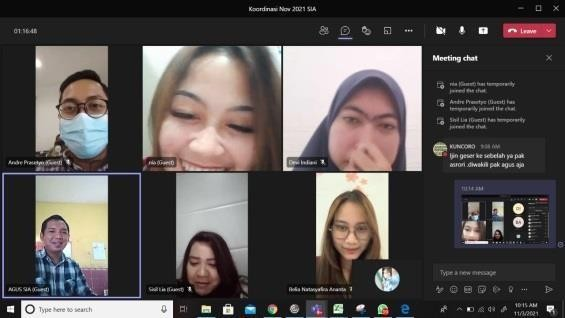 Koordinasi Nov 2021 SIA
01:16:48
Leave
Meeting chat
nia (Guest) has temporarily
joined the chat.
Andre Prasetyo (Guest) has
temporarily joined the chat.
Sisil Lia (Guest) has temporarily
joined the chat.
KUNCORO 9:08 AM
Ijin geser ke sebelah ya pak
asrori .diwakili pak agus aja
10:14 AM
Andre Prasetyo (Guest)
nia (Guest)
Dewi Indiani
AGUS SIA (Guest)
Sisil Lia (Guest)
Belia Natasyafira Ananta
Type a new message
Type here to search
10:15 AM
11/3/2021